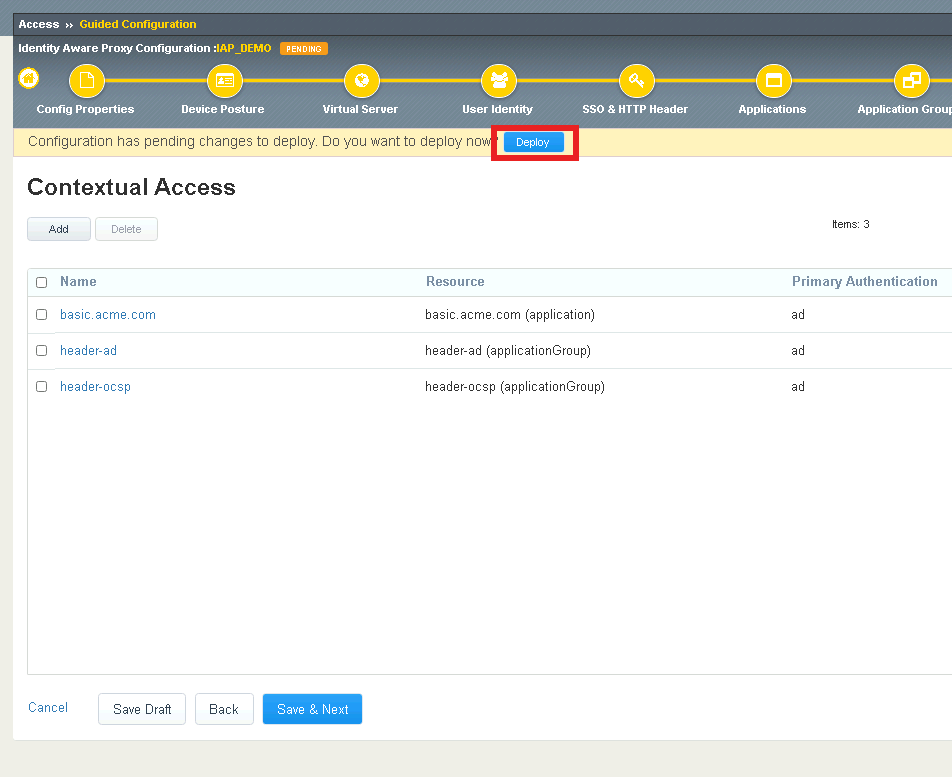 Access ›› Guided Configuration
Identity Aware Proxy Configuration :IAP_DEMO PENDING
Config Properties Device Posture Virtual Server User Identity SSO & HTTP Header Applications Application Group
Configuration has pending changes to deploy. Do you want to deploy now? Deploy
Contextual Access
Add Delete Items: 3
Name Resource Primary Authentication
basic.acme.com basic.acme.com (application) ad
header-ad header-ad (applicationGroup) ad
header-ocsp header-ocsp (applicationGroup) ad
Cancel Save Draft Back Save & Next